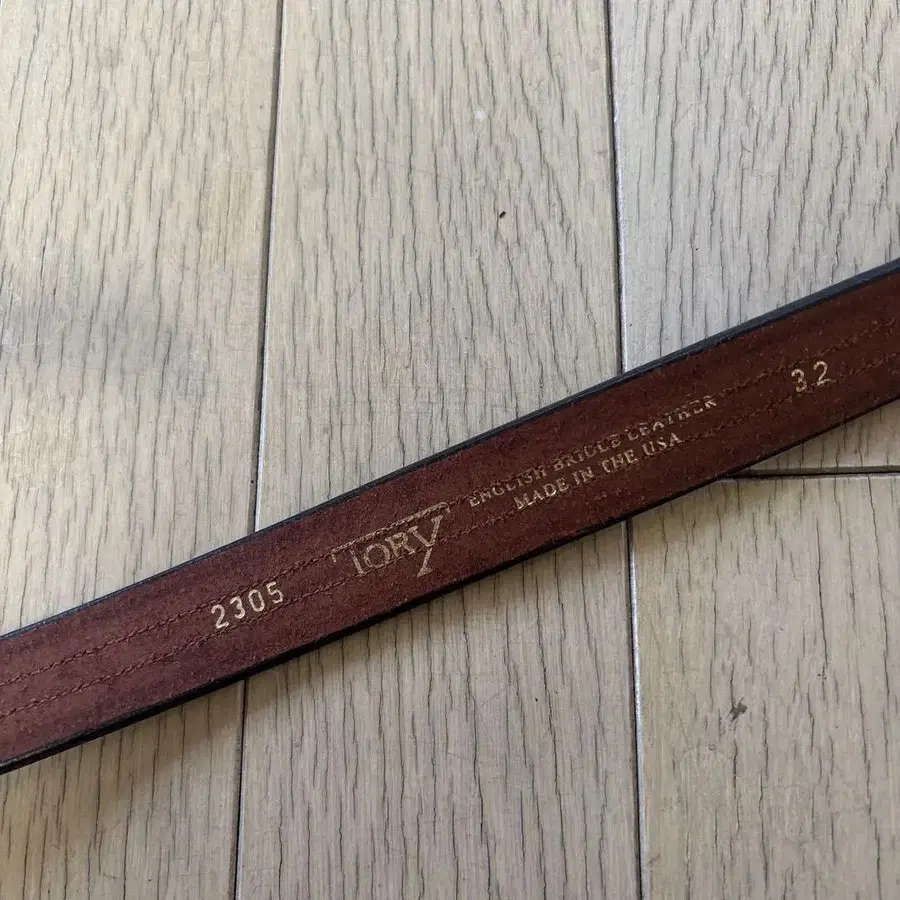 2305
TORY
ENGLISH BRIDLE LEATHER
MADE IN THE USA
32